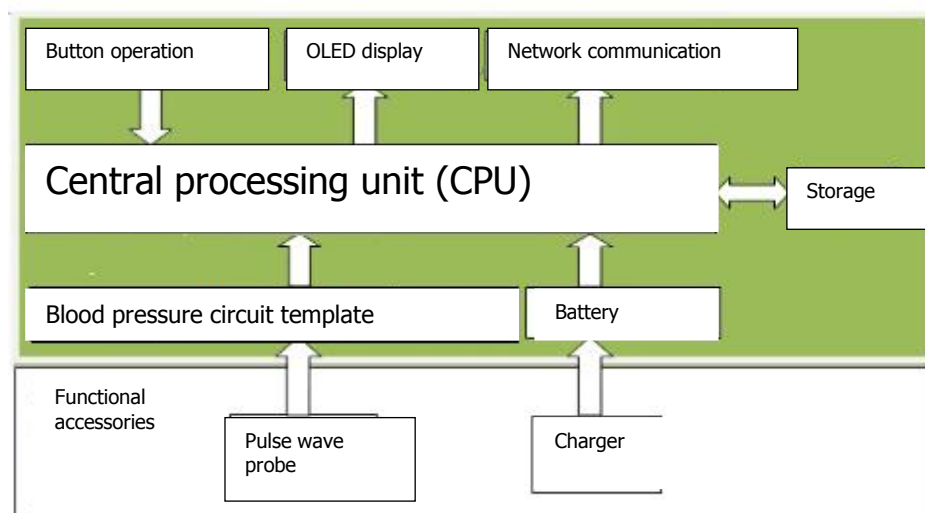 Button operation
OLED display
Network communication
Central processing unit (CPU)
Storage
Blood pressure circuit template
Battery
Functional
accessories
Pulse wave
probe
Charger